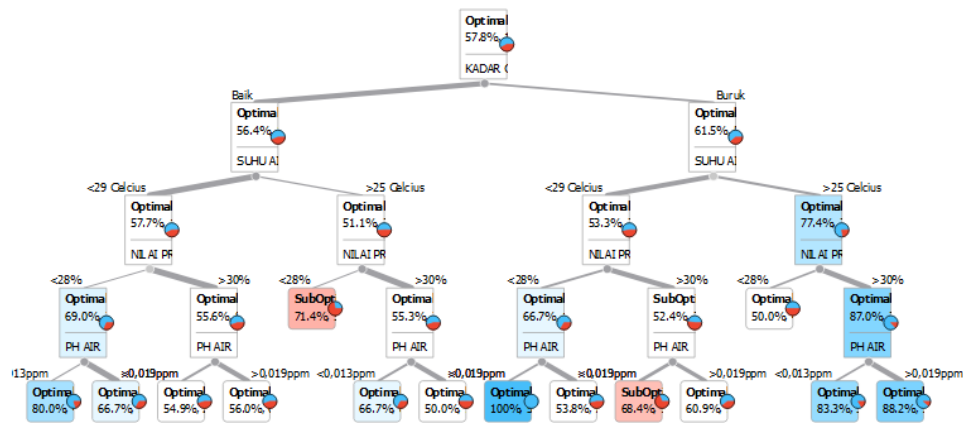 Optimal
57.8%,
KADAR
Baik
Buruk
Optimal
56.4%,
SUHU AI
Optimal
61.5%,
SUHU AI
<29 Celcius
>25 Celcius
<29 Celcius
>25 Celcius
Optimal
57.7%,
NILAI PR
Optimal
51.1%,
NILAI PR
Optimal
53.3%,
NILAI PR
Optimal
77.4%,
NILAI PR
<28%
>30%
<28%
>30%
<28%
>30%
<28%
>30%
Optimal
69.0%,
PH AIR
Optimal
55.6%,
PH AIR
SubOpt
71.4%,
Optimal
55.3%,
PH AIR
Optimal
66.7%,
PH AIR
SubOpt
52.4%,
PH AIR
Optimal
50.0%,
Optimal
87.0%,
PH AIR
,013ppm
>0,019ppm
<0,013ppm
>0,019ppm
>0,019ppm
<0,013ppm
>0,019ppm
Optima
80.0%,
Optima
66.7%,
Optima
54.9%,
Optima
56.0%,
Optima
66.7%,
Optima
50.0%,
Optima
100%
Optima
53.8%,
SubOpt
68.4%,
Optima
60.9%,
Optima
83.3%,
Optima
88.2%,